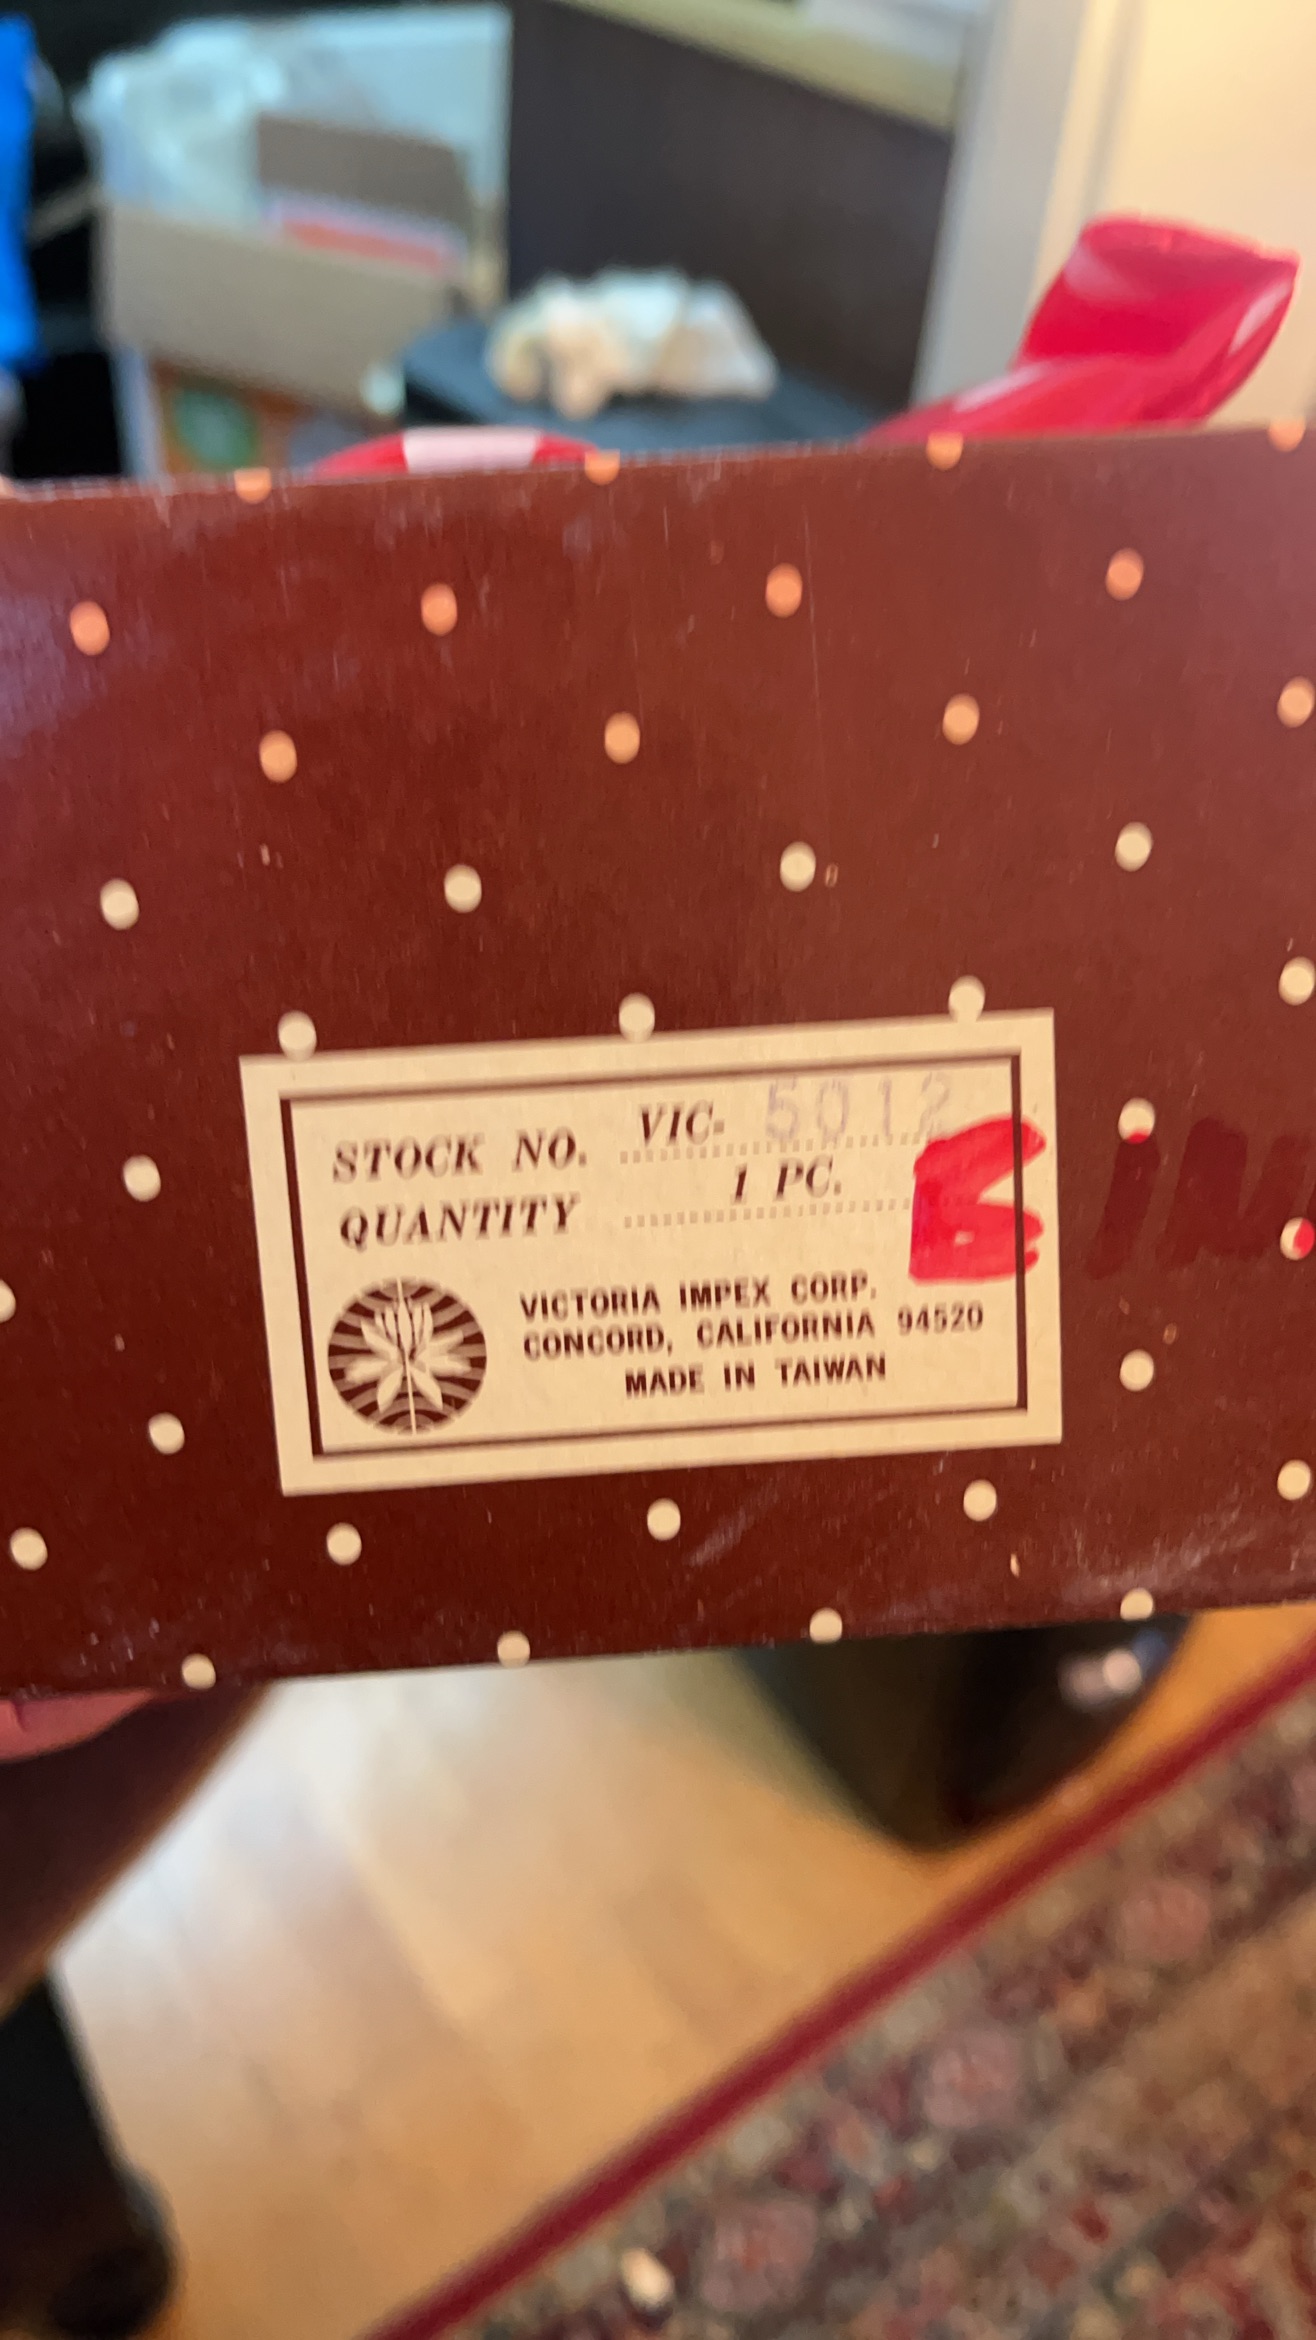 STOCK NO. VIC- 5012
QUANTITY 1 PC.
VICTORIA IMPEX CORP.
CONCORD, CALIFORNIA 94520
MADE IN TAIWAN